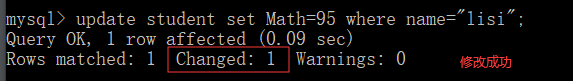 mysql> update student set Math=95 where name="lisi";
Query OK, 1 row affected (0.09 sec)
Rows matched: 1 Changed: 1 Warnings: 0 修改成功